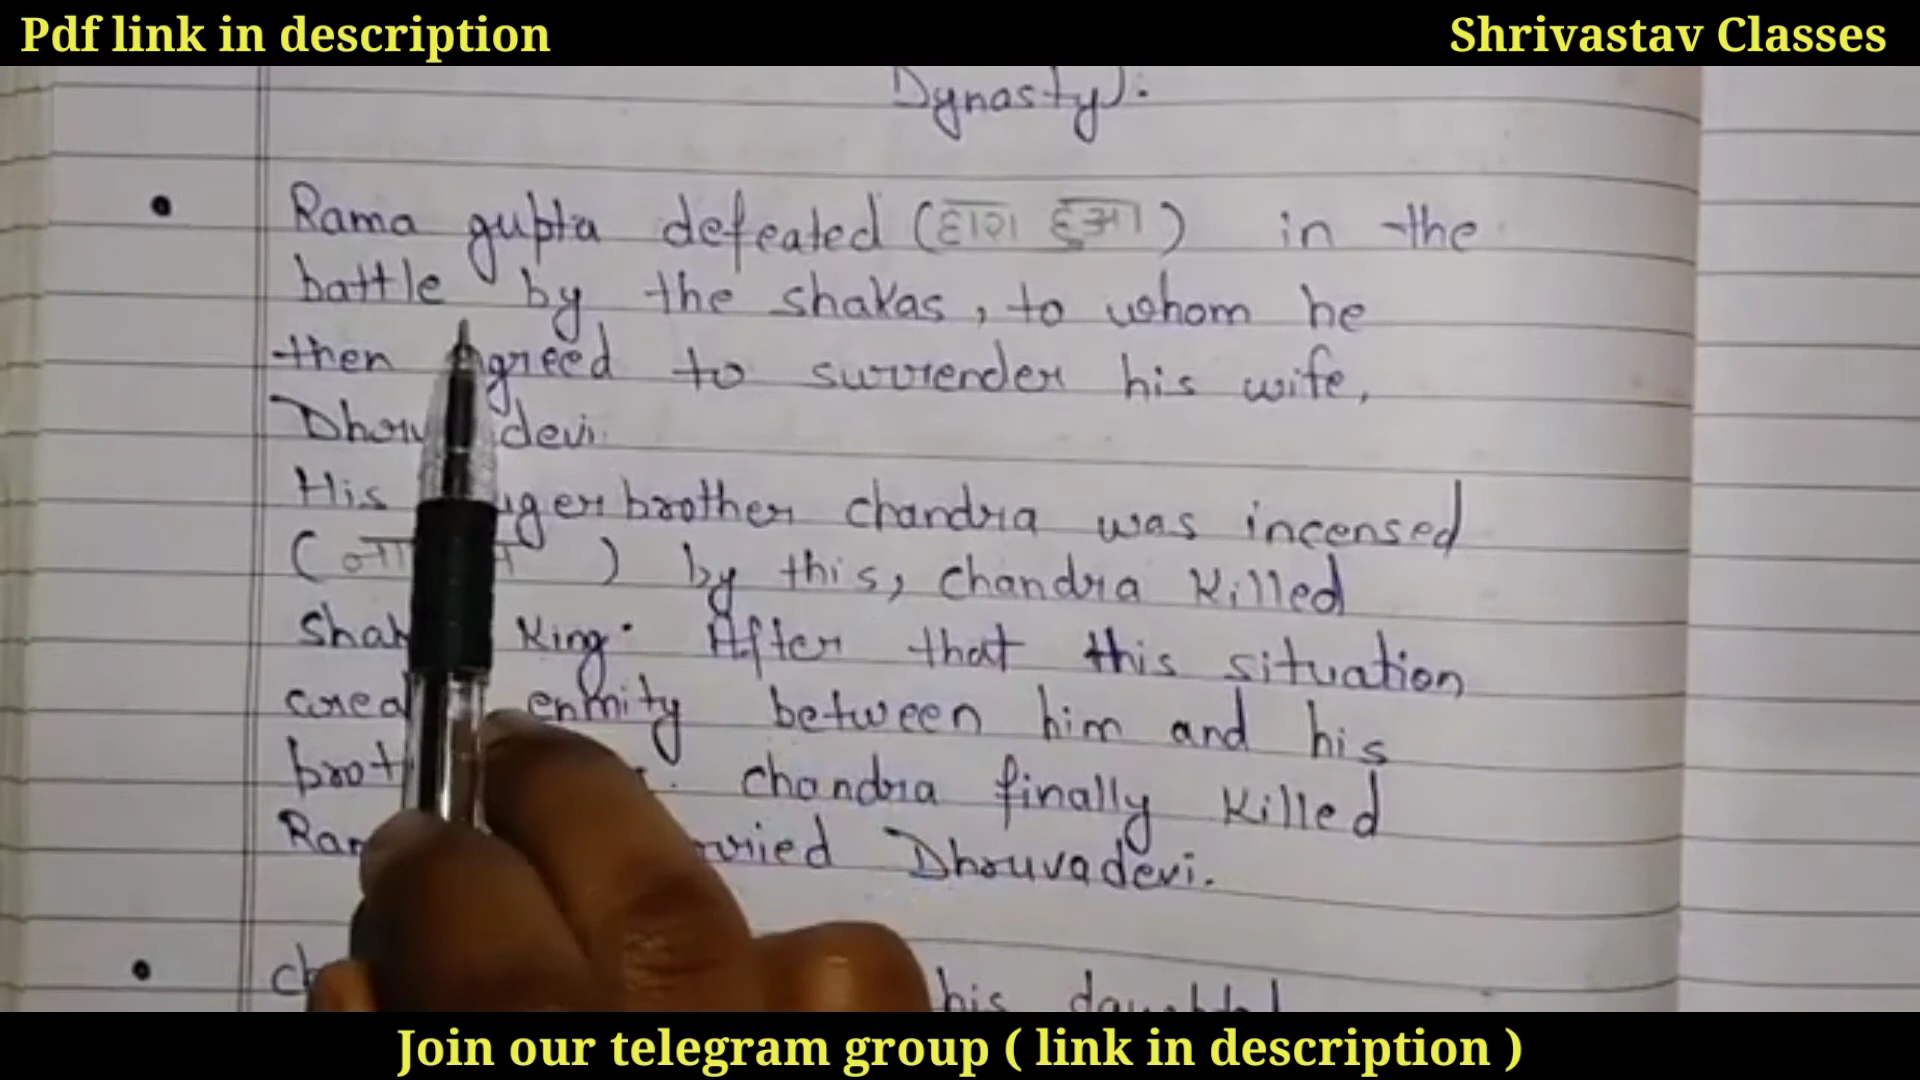 Pdf link in description
Shrivastav Classes
Dynasty):
• Rama gupta defeated (हारा हुआ) in the
battle by the shakas, to whom he
then agreed to surrender his wife,
devi
His brother chandra was incensed
( ) by this, chandra killed
King. After that this situation
enmity between him and his
chandra finally killed
Dhruvadevi.
• his
Join our telegram group ( link in description )